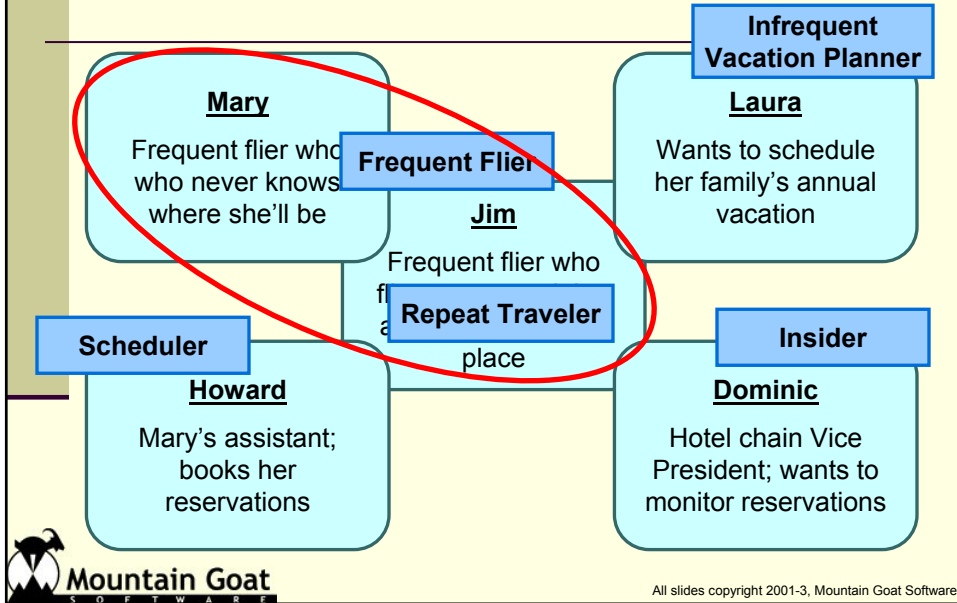 Infrequent
Vacation Planner
Mary
Frequent flier who
who never knows
where she'll be
Frequent Flier
Laura
Wants to schedule
her family's annual
vacation
Jim
Frequent flier who
Repeat Traveler
place
Scheduler
Howard
Mary's assistant;
books her
reservations
Insider
Dominic
Hotel chain Vice
President; wants to
monitor reservations
Mountain Goat
SOFTWARE
All slides copyright 2001-3, Mountain Goat Software